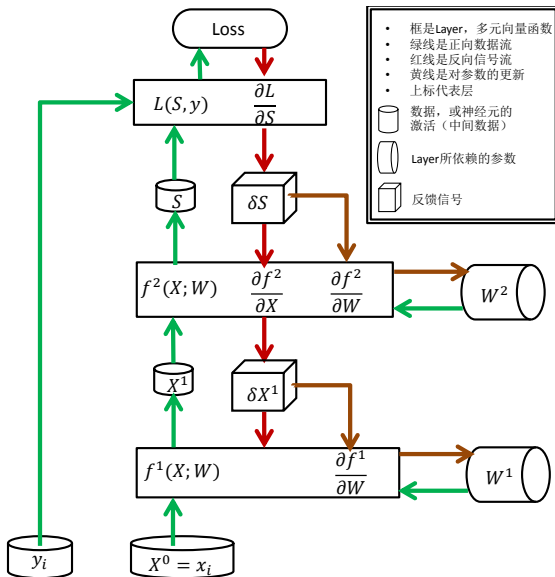 Loss
L(S, y)
∂L
∂S
S
δS
f²(X; W)
∂f²
∂X
∂f²
∂W
W²
X¹
δX¹
f¹(X; W)
∂f¹
∂W
W¹
y_i
X⁰ = x_i
• 框是Layer，多元向量函数
• 绿线是正向数据流
• 红线是反向信号流
• 黄线是对参数的更新
• 上标代表层
数据，或神经元的
激活（中间数据）
Layer所依赖的参数
反馈信号